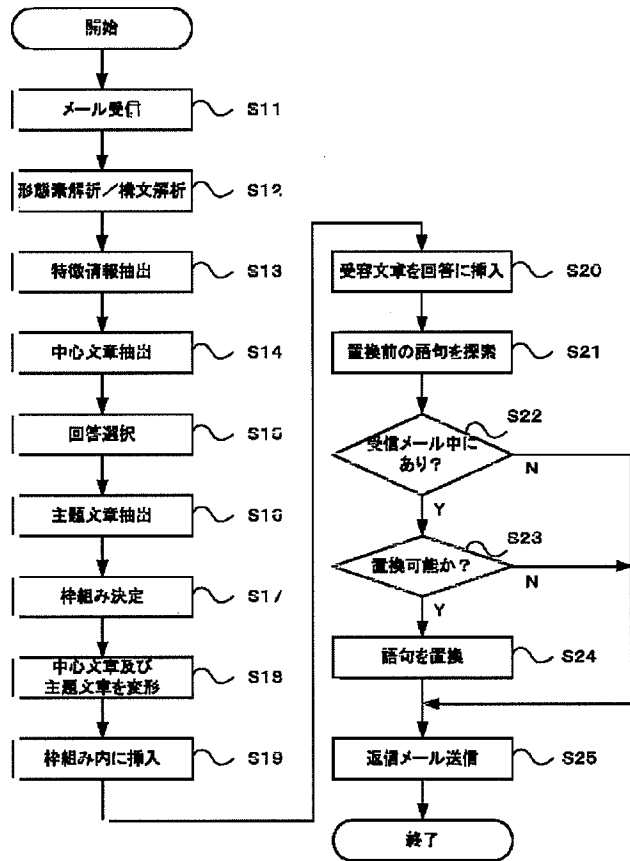 開始
メール受信
S11
形態素解析／構文解析
S12
特徴情報抽出
S13
中心文章抽出
S14
回答選択
S15
主題文章抽出
S16
枠組み決定
S17
中心文章及び
主題文章を変形
S18
枠組み内に挿入
S19
受容文章を回答に挿入
S20
置換前の語句を探索
S21
受信メール中に
あり？
S22
N
Y
置換可能か？
S23
N
Y
語句を置換
S24
返信メール送信
S25
終了